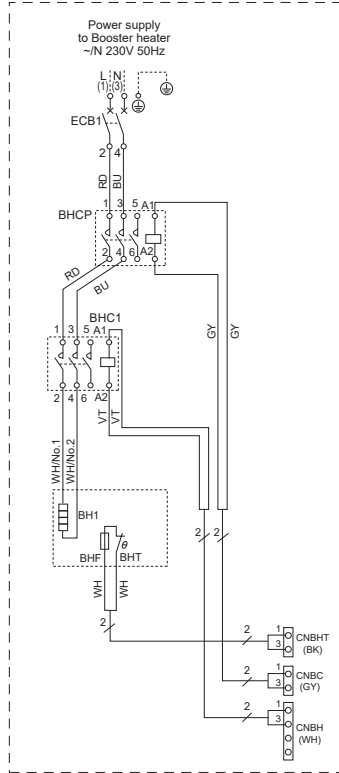 Power supply
to Booster heater
~/N 230V 50Hz
L N
(1) (3)
ECB1
2 4
RD BU
1 3 5 A1
BHCP
2 4 6 A2
RD
BU
GY GY
BHC1
1 3 5 A1
2 4 6 A2
VT VT
WH/No.1 WH/No.2
BH1
θ
BHF BHT
2 2
WH WH
2
2 1 CNBHT
3 (BK)
2 1 CNBC
3 (GY)
2 1 CNBH
3 (WH)